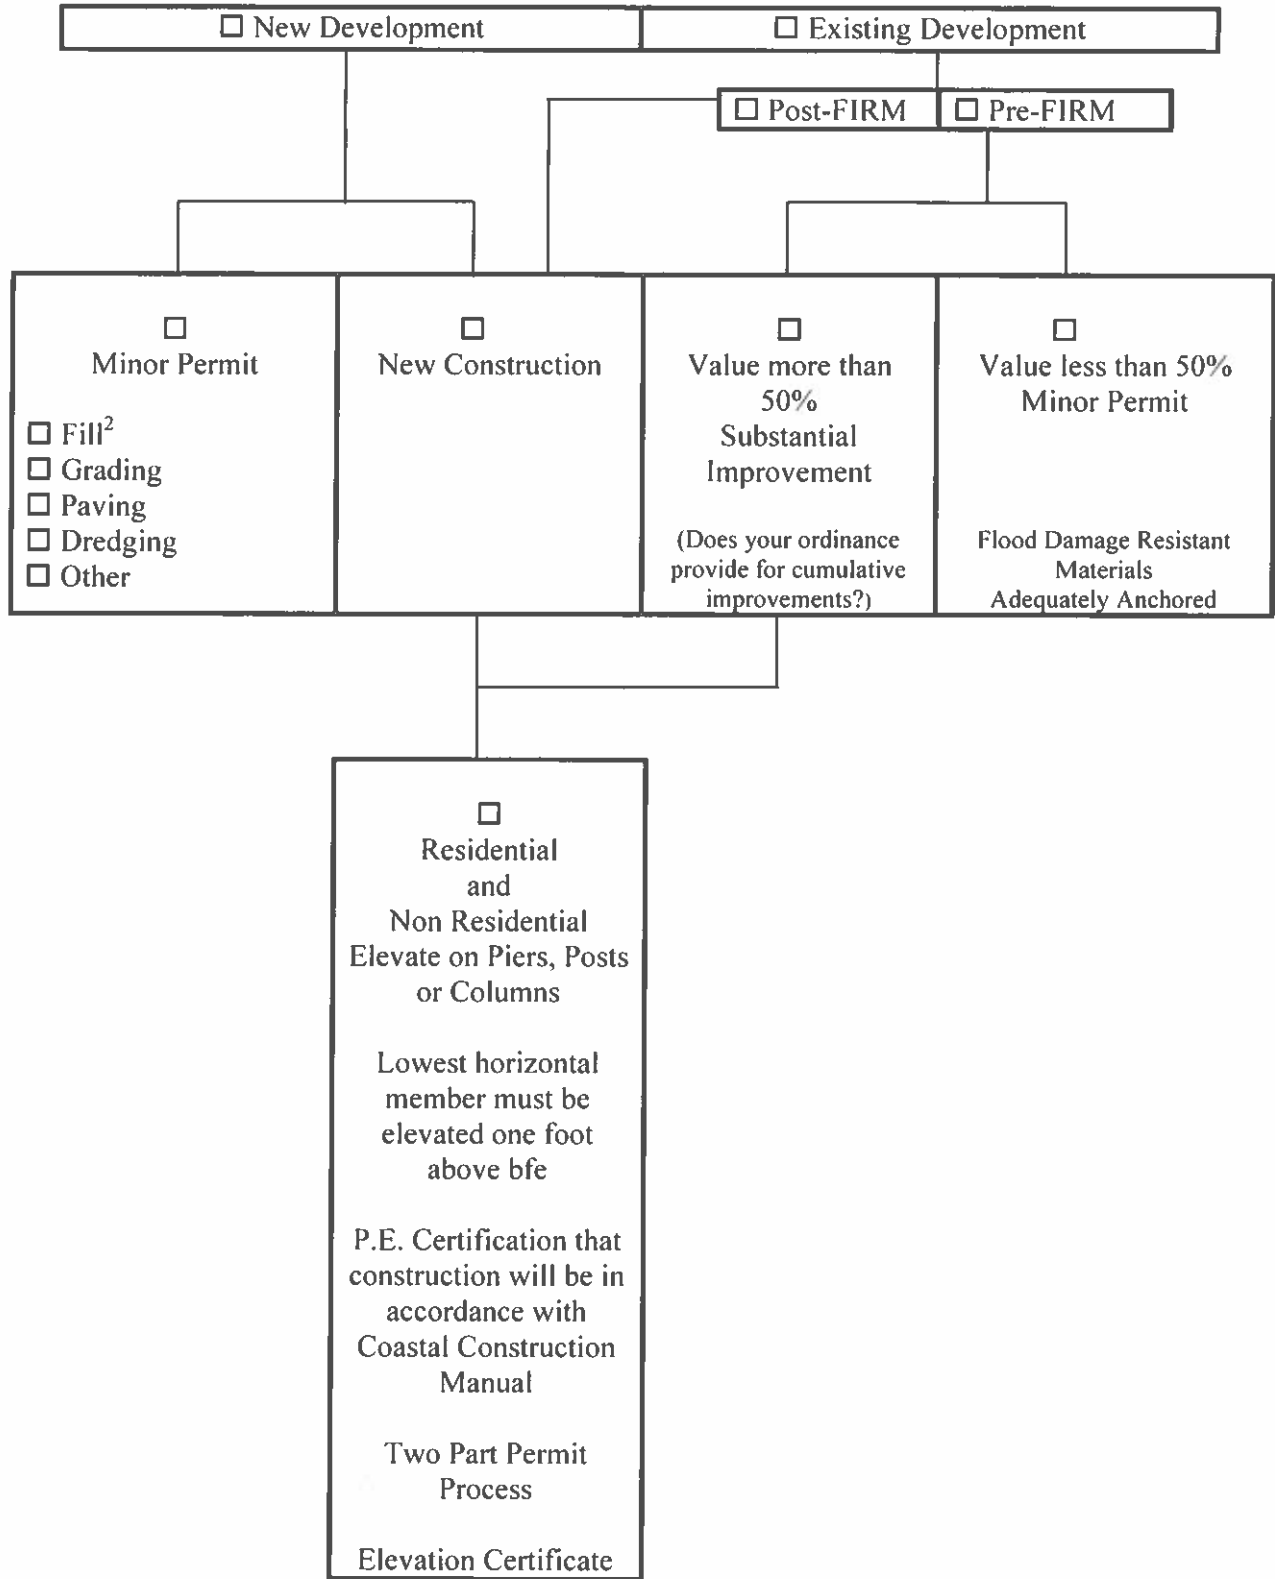 ☐ New Development
☐ Existing Development
☐ Post-FIRM
☐ Pre-FIRM
☐
Minor Permit
☐ Fill²
☐ Grading
☐ Paving
☐ Dredging
☐ Other
☐
New Construction
☐
Value more than
50%
Substantial
Improvement
(Does your ordinance
provide for cumulative
improvements?)
☐
Value less than 50%
Minor Permit
Flood Damage Resistant
Materials
Adequately Anchored
☐
Residential
and
Non Residential
Elevate on Piers, Posts
or Columns
Lowest horizontal
member must be
elevated one foot
above bfe
P.E. Certification that
construction will be in
accordance with
Coastal Construction
Manual
Two Part Permit
Process
Elevation Certificate